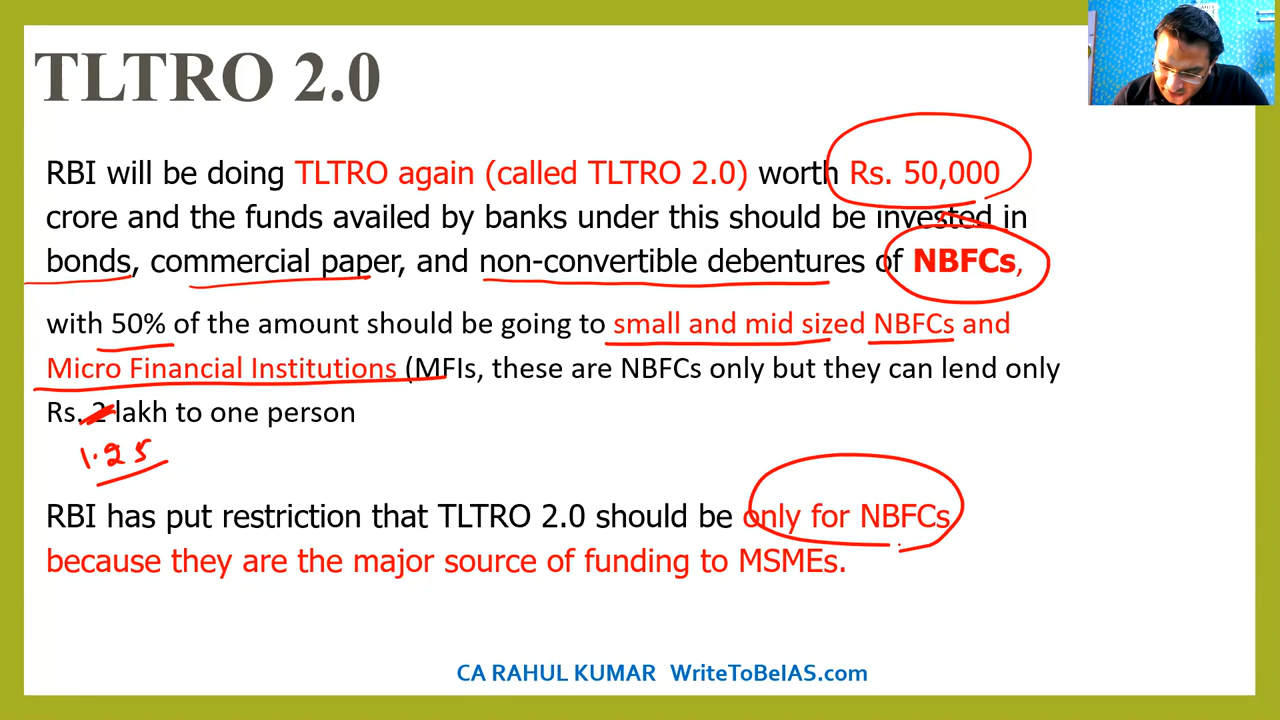 TLTRO 2.0
RBI will be doing TLTRO again (called TLTRO 2.0) worth Rs. 50,000
crore and the funds availed by banks under this should be invested in
bonds, commercial paper, and non-convertible debentures of NBFCs,
with 50% of the amount should be going to small and mid sized NBFCs and
Micro Financial Institutions (MFIs, these are NBFC only but they can lend only
Rs. 2 lakh to one person
1.25
RBI has put restriction that TLTRO 2.0 should be only for NBFCs
because they are the major source of funding to MSMEs.
CA RAHUL KUMAR WriteToBeIAS.com